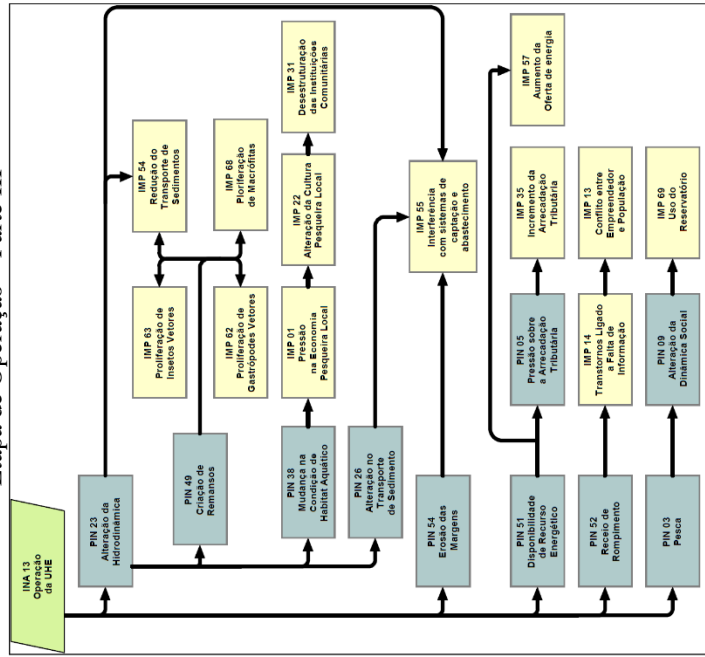 INA 13
Operação
da UHE
PIN 23
Alteração da
Hidrodinâmica
IMP 54
Redução do
Transporte de
Sedimentos
PIN 49
Criação de
Remansos
IMP 63
Proliferação de
Insetos Vetores
IMP 62
Proliferação de
Gastrópodes Vetores
IMP 68
Ploriferação
de Macrófitas
PIN 38
Mudança na
Condição de
Habitat Aquático
IMP 01
Pressão
na Economia
Pesqueira Local
IMP 22
Alteração da Cultura
Pesqueira Local
IMP 31
Desestruturação
das Instituições
Comunitárias
PIN 26
Alteração no
Transporte
de Sedimento
PIN 54
Erosão das
Margens
IMP 55
Interferência
com sistemas de
captação e
abastecimento
PIN 51
Disponibilidade
de Recurso
Energético
PIN 05
Pressão sobre
a Arrecadação
Tributária
IMP 35
Incremento da
Arrecadação
Tributária
IMP 57
Aumento da
Oferta de energia
PIN 52
Receio de
Rompimento
IMP 14
Transtornos Ligado
a Falta de
Informação
IMP 13
Conflito entre
Empreendedor
e População
PIN 03
Pesca
PIN 09
Alteração da
Dinâmica Social
IMP 69
Uso do
Reservatório